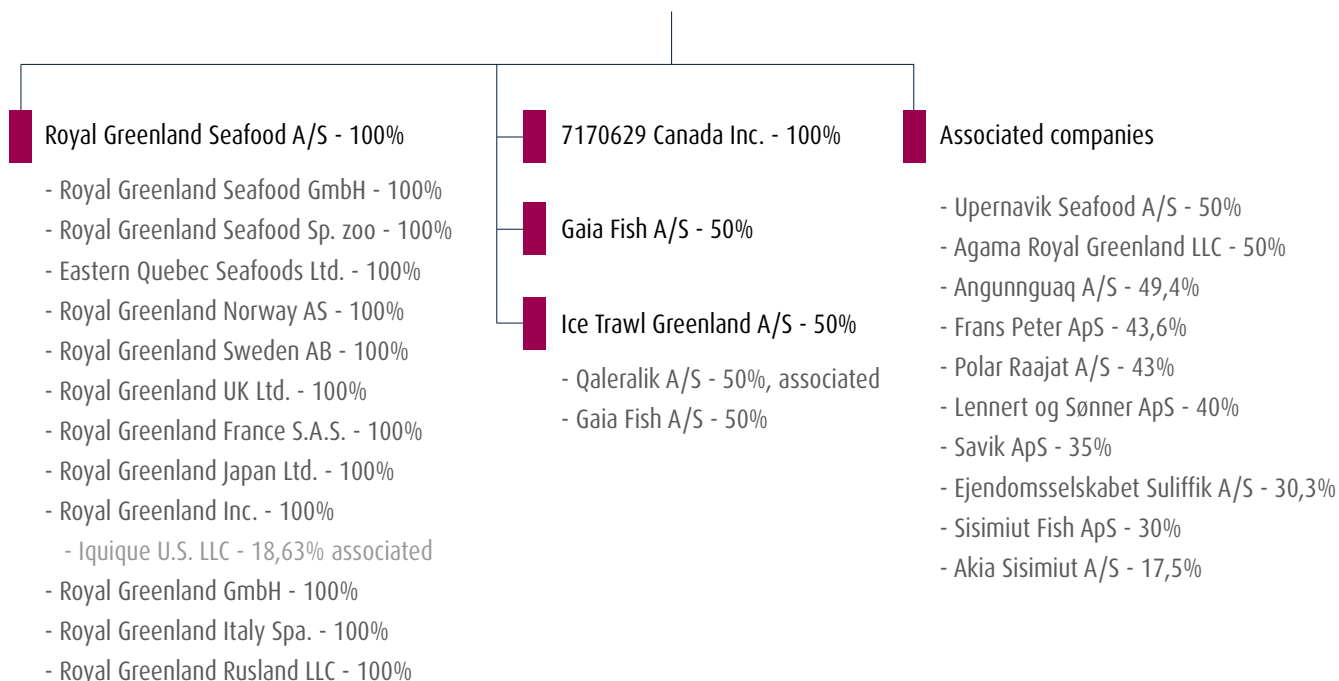 Royal Greenland Seafood A/S - 100%
- Royal Greenland Seafood GmbH - 100%
- Royal Greenland Seafood Sp. zoo - 100%
- Eastern Quebec Seafoods Ltd. - 100%
- Royal Greenland Norway AS - 100%
- Royal Greenland Sweden AB - 100%
- Royal Greenland UK Ltd. - 100%
- Royal Greenland France S.A.S. - 100%
- Royal Greenland Japan Ltd. - 100%
- Royal Greenland Inc. - 100%
- Iquique U.S. LLC - 18,63% associated
- Royal Greenland GmbH - 100%
- Royal Greenland Italy Spa. - 100%
- Royal Greenland Rusland LLC - 100%
7170629 Canada Inc. - 100%
Gaia Fish A/S - 50%
Ice Trawl Greenland A/S - 50%
- Qaleralik A/S - 50%, associated
- Gaia Fish A/S - 50%
Associated companies
- Upernavik Seafood A/S - 50%
- Agama Royal Greenland LLC - 50%
- Angunnguaq A/S - 49,4%
- Frans Peter ApS - 43,6%
- Polar Raajat A/S - 43%
- Lennert og Sønner ApS - 40%
- Savik ApS - 35%
- Ejendomsselskabet Suliffik A/S - 30,3%
- Sisimiut Fish ApS - 30%
- Akia Sisimiut A/S - 17,5%